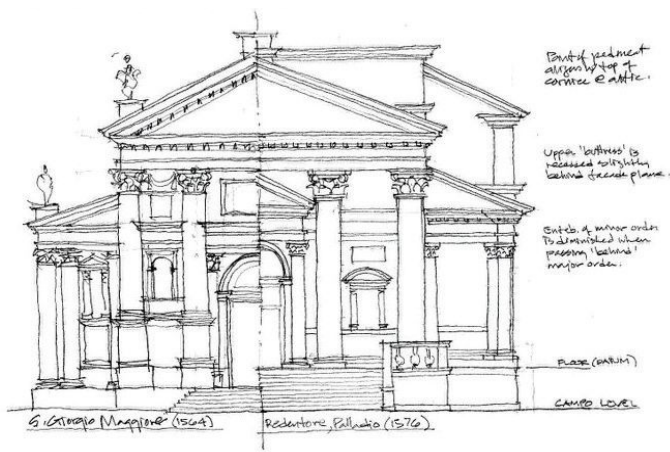 Point of pediment
aligns w/ top of
cornice @ attic.
Upper 'buttress' is
recessed slightly
behind facade plane.
Entab. of minor order
is diminished when
passing 'behind'
major order.
FLOOR (DATUM)
CAMPO LEVEL
S. Giorgio Maggiore (1564)
Redentore, Palladio (1576)